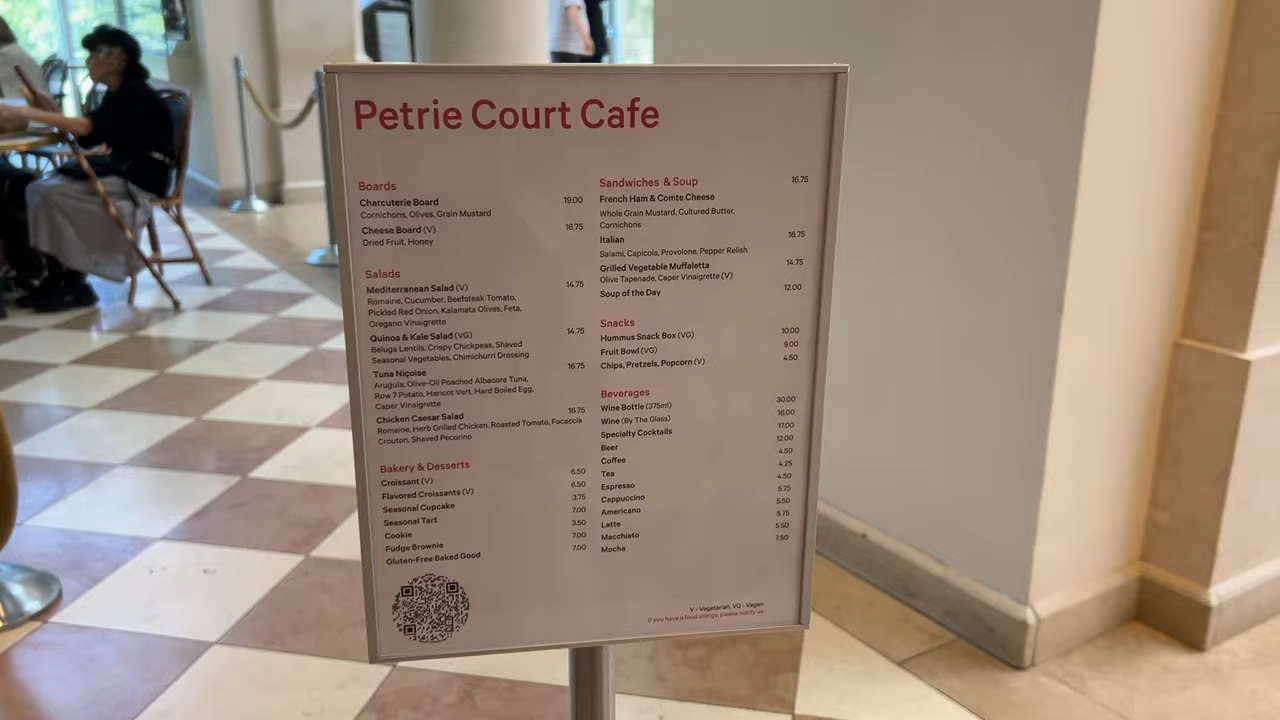 Petrie Court Cafe
Boards
Charcuterie Board 19.00
Cornichons, Olives, Grain Mustard
Cheese Board (V) 16.75
Dried Fruit, Honey
Salads
Mediterranean Salad (V) 14.75
Romaine, Cucumber, Beefsteak Tomato,
Pickled Red Onion, Kalamata Olives, Feta,
Oregano Vinaigrette
Quinoa & Kale Salad (VG) 14.75
Beluga Lentils, Crispy Chickpeas, Shaved
Seasonal Vegetables, Chimichurri Dressing
Tuna Niçoise 16.75
Arugula, Olive-Oil Poached Albacore Tuna,
Row 7 Potato, Haricot Vert, Hard Boiled Egg,
Caper Vinaigrette
Chicken Caesar Salad 16.75
Romaine, Herb Grilled Chicken, Roasted Tomato, Focaccia
Crouton, Shaved Pecorino
Bakery & Desserts
Croissant (V) 6.50
Flavored Croissants (V) 6.50
Seasonal Cupcake 3.75
Seasonal Tart 7.00
Cookie 3.50
Fudge Brownie 7.00
Gluten-Free Baked Good 7.00
Sandwiches & Soup
French Ham & Comte Cheese 16.75
Whole Grain Mustard, Cultured Butter,
Cornichons
Italian 16.75
Salami, Capicola, Provolone, Pepper Relish
Grilled Vegetable Muffaletta 14.75
Olive Tapenade, Caper Vinaigrette (V)
Soup of the Day 12.00
Snacks
Hummus Snack Box (VG) 10.00
Fruit Bowl (VG) 9.00
Chips, Pretzels, Popcorn (V) 4.50
Beverages
Wine Bottle (375ml) 30.00
Wine (By The Glass) 16.00
Specialty Cocktails 17.00
Beer 12.00
Coffee 4.50
Tea 4.25
Espresso 4.50
Cappuccino 5.75
Americano 5.50
Latte 5.75
Macchiato 5.50
Mocha 7.50
V - Vegetarian, VG - Vegan
If you have a food allergy, please notify us